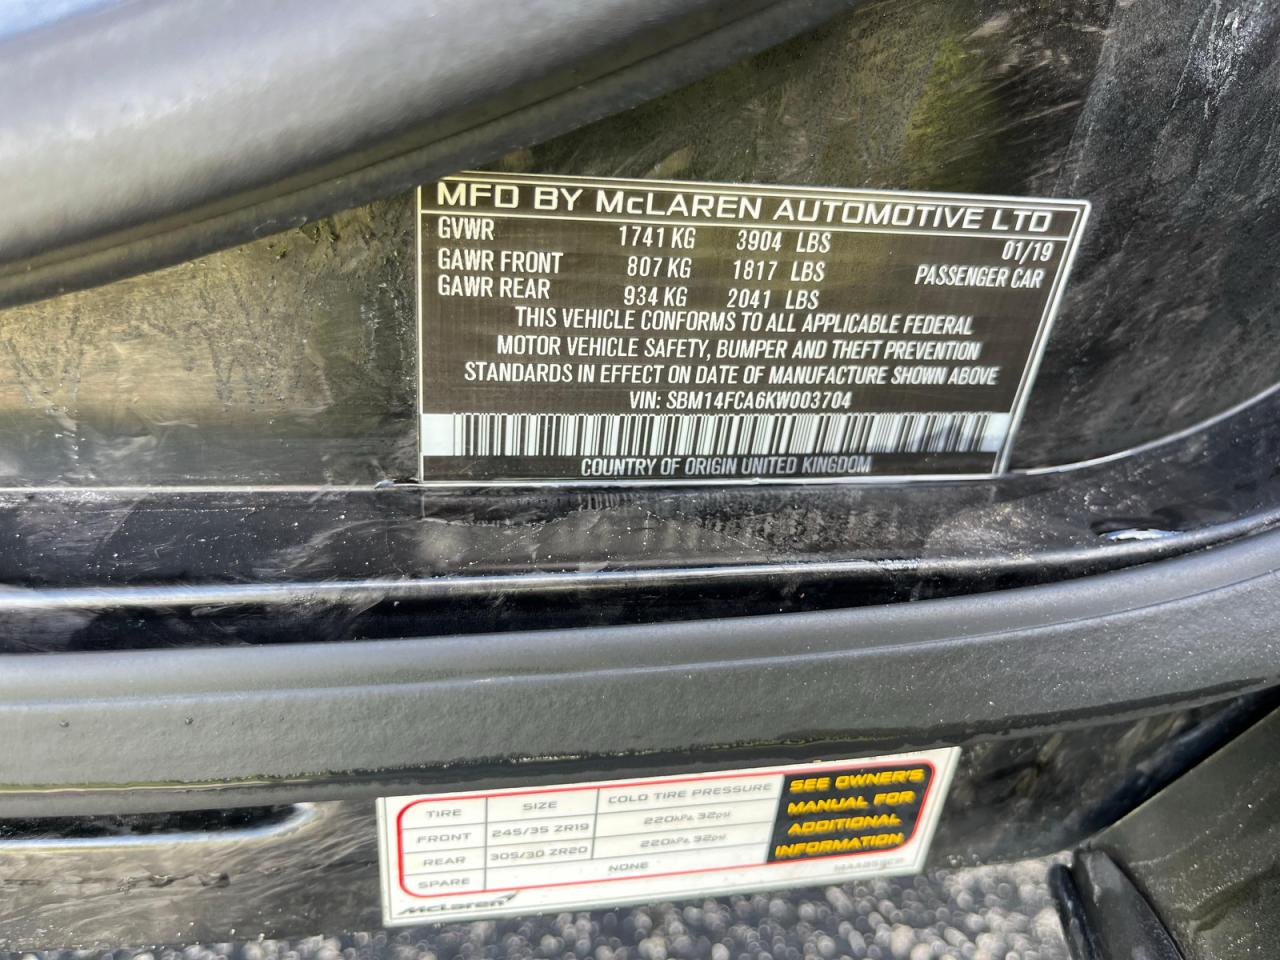 MFD BY McLAREN AUTOMOTIVE LTD
GVWR 1741 KG 3904 LBS 01/19
GAWR FRONT 807 KG 1817 LBS PASSENGER CAR
GAWR REAR 934 KG 2041 LBS
THIS VEHICLE CONFORMS TO ALL APPLICABLE FEDERAL
MOTOR VEHICLE SAFETY, BUMPER AND THEFT PREVENTION
STANDARDS IN EFFECT ON DATE OF MANUFACTURE SHOWN ABOVE
VIN: SBM14FCA6KW003704
COUNTRY OF ORIGIN UNITED KINGDOM
TIRE SIZE COLD TIRE PRESSURE
FRONT 245/35 ZR19 220kPA 32PSI
REAR 305/30 ZR20 220kPA 32PSI
SPARE NONE
SEE OWNER'S
MANUAL FOR
ADDITIONAL
INFORMATION
McLaren